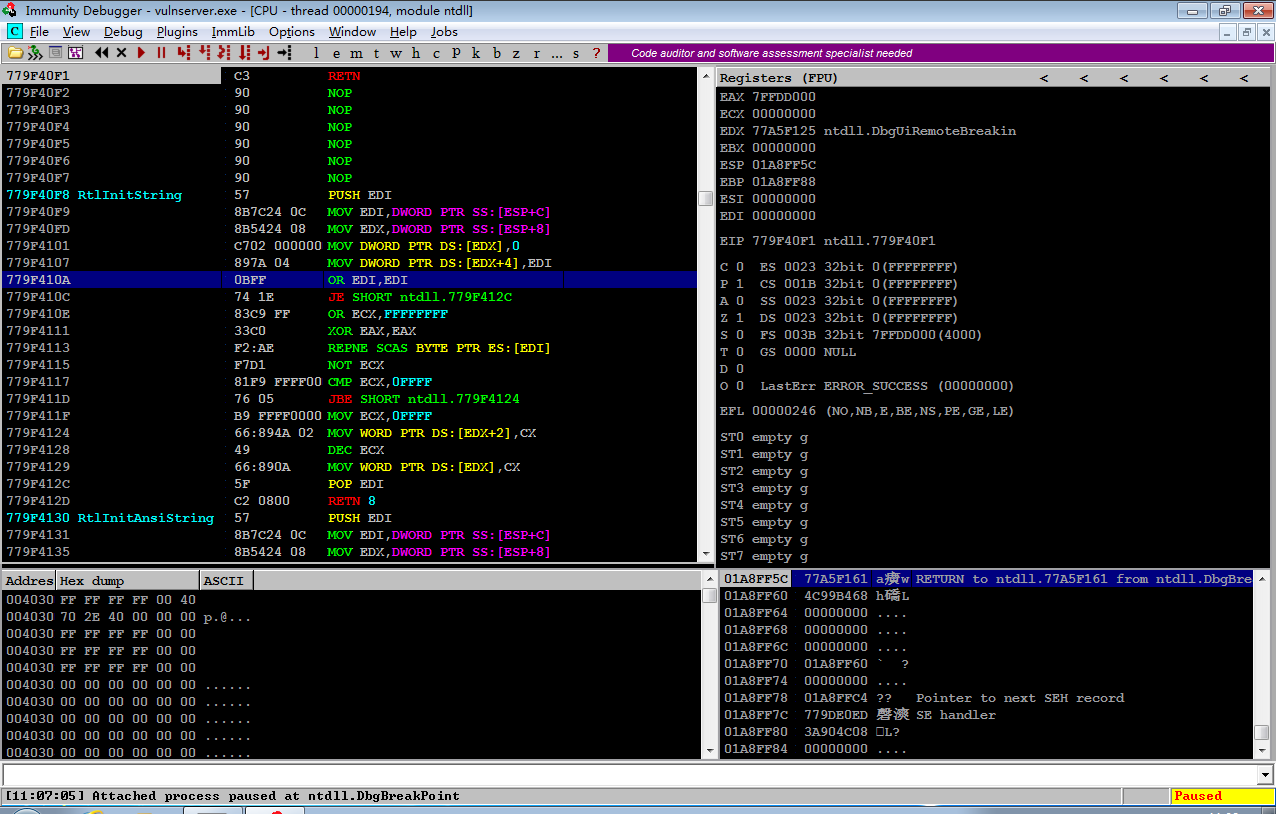 Immunity Debugger - vulnserver.exe - [CPU - thread 00000194, module ntdll]
C File View Debug Plugins ImmLib Options Window Help Jobs
l e m t w h c P k b z r ... s ? Code auditor and software assessment specialist needed
779F40F1 C3 RETN
779F40F2 90 NOP
779F40F3 90 NOP
779F40F4 90 NOP
779F40F5 90 NOP
779F40F6 90 NOP
779F40F7 90 NOP
779F40F8 RtlInitString 57 PUSH EDI
779F40F9 8B7C24 0C MOV EDI,DWORD PTR SS:[ESP+C]
779F40FD 8B5424 08 MOV EDX,DWORD PTR SS:[ESP+8]
779F4101 C702 000000 MOV DWORD PTR DS:[EDX],0
779F4107 897A 04 MOV DWORD PTR DS:[EDX+4],EDI
779F410A 0BFF OR EDI,EDI
779F410C 74 1E JE SHORT ntdll.779F412C
779F410E 83C9 FF OR ECX,FFFFFFFF
779F4111 33C0 XOR EAX,EAX
779F4113 F2:AE REPNE SCAS BYTE PTR ES:[EDI]
779F4115 F7D1 NOT ECX
779F4117 81F9 FFFF00 CMP ECX,0FFFF
779F411D 76 05 JBE SHORT ntdll.779F4124
779F411F B9 FFFF0000 MOV ECX,0FFFF
779F4124 66:894A 02 MOV WORD PTR DS:[EDX+2],CX
779F4128 49 DEC ECX
779F4129 66:890A MOV WORD PTR DS:[EDX],CX
779F412C 5F POP EDI
779F412D C2 0800 RETN 8
779F4130 RtlInitAnsiString 57 PUSH EDI
779F4131 8B7C24 0C MOV EDI,DWORD PTR SS:[ESP+C]
779F4135 8B5424 08 MOV EDX,DWORD PTR SS:[ESP+8]
Registers (FPU) < < < < < <
EAX 7FFDD000
ECX 00000000
EDX 77A5F125 ntdll.DbgUiRemoteBreakin
EBX 00000000
ESP 01A8FF5C
EBP 01A8FF88
ESI 00000000
EDI 00000000
EIP 779F40F1 ntdll.779F40F1
C 0 ES 0023 32bit 0(FFFFFFFF)
P 1 CS 001B 32bit 0(FFFFFFFF)
A 0 SS 0023 32bit 0(FFFFFFFF)
Z 1 DS 0023 32bit 0(FFFFFFFF)
S 0 FS 003B 32bit 7FFDD000(4000)
T 0 GS 0000 NULL
D 0
O 0 LastErr ERROR_SUCCESS (00000000)
EFL 00000246 (NO,NB,E,BE,NS,PE,GE,LE)
ST0 empty g
ST1 empty g
ST2 empty g
ST3 empty g
ST4 empty g
ST5 empty g
ST6 empty g
ST7 empty g
Addres Hex dump ASCII
004030 FF FF FF FF 00 40
004030 70 2E 40 00 00 00 p.@...
004030 FF FF FF FF 00 00
004030 FF FF FF FF 00 00
004030 FF FF FF FF 00 00
004030 00 00 00 00 00 00 ......
004030 00 00 00 00 00 00 ......
004030 00 00 00 00 00 00 ......
004030 00 00 00 00 00 00 ......
004030 00 00 00 00 00 00 ......
01A8FF5C 77A5F161 w RETURN to ntdll.77A5F161 from ntdll.DbgBre
01A8FF60 4C99B468 L
01A8FF64 00000000 ....
01A8FF68 00000000 ....
01A8FF6C 00000000 ....
01A8FF70 01A8FF60 ` ?
01A8FF74 00000000 ....
01A8FF78 01A8FFC4 ?? Pointer to next SEH record
01A8FF7C 779DE0ED SE handler
01A8FF80 3A904C08 L?
01A8FF84 00000000 ....
[11:07:05] Attached process paused at ntdll.DbgBreakPoint
Paused